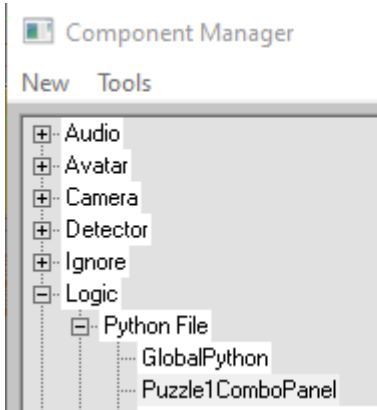 Component Manager
New Tools
Audio
Avatar
Camera
Detector
Ignore
Logic
Python File
GlobalPython
Puzzle1ComboPanel